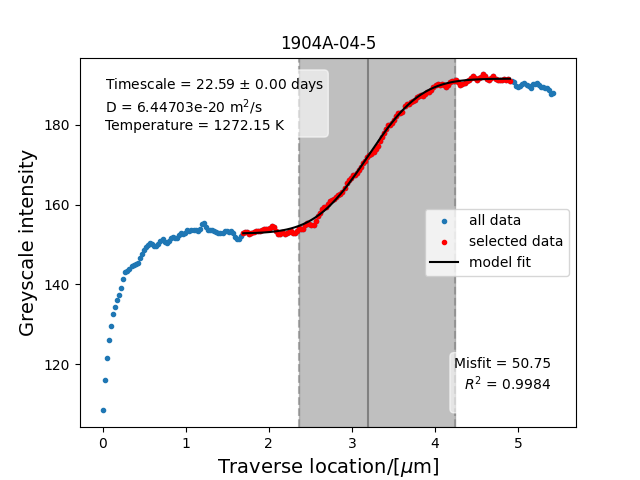 1904A-04-5
Timescale = 22.59 ± 0.00 days
D = 6.44703e-20 m²/s
Temperature = 1272.15 K
Greyscale intensity
180
160
140
120
all data
selected data
model fit
Misfit = 50.75
R² = 0.9984
0 1 2 3 4 5
Traverse location/[μm]